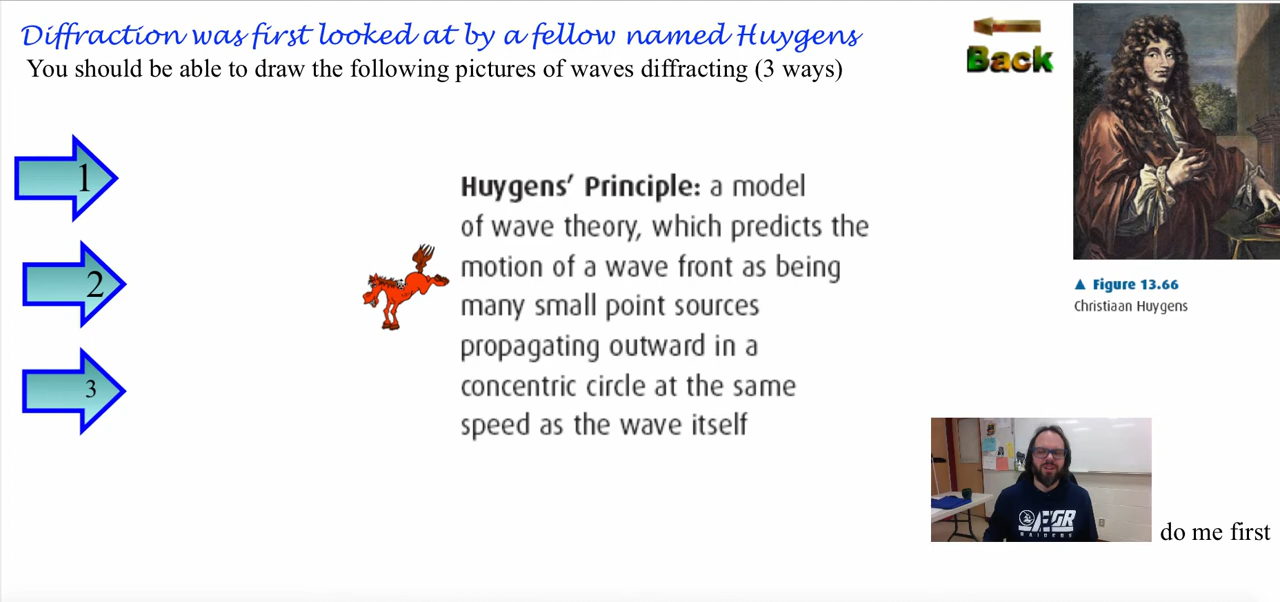 Diffraction was first looked at by a fellow named Huygens
You should be able to draw the following pictures of waves diffracting (3 ways)
Back
1
2
3
Huygens’ Principle: a model
of wave theory, which predicts the
motion of a wave front as being
many small point sources
propagating outward in a
concentric circle at the same
speed as the wave itself
▲ Figure 13.66
Christiaan Huygens
RAIDERS
do me first